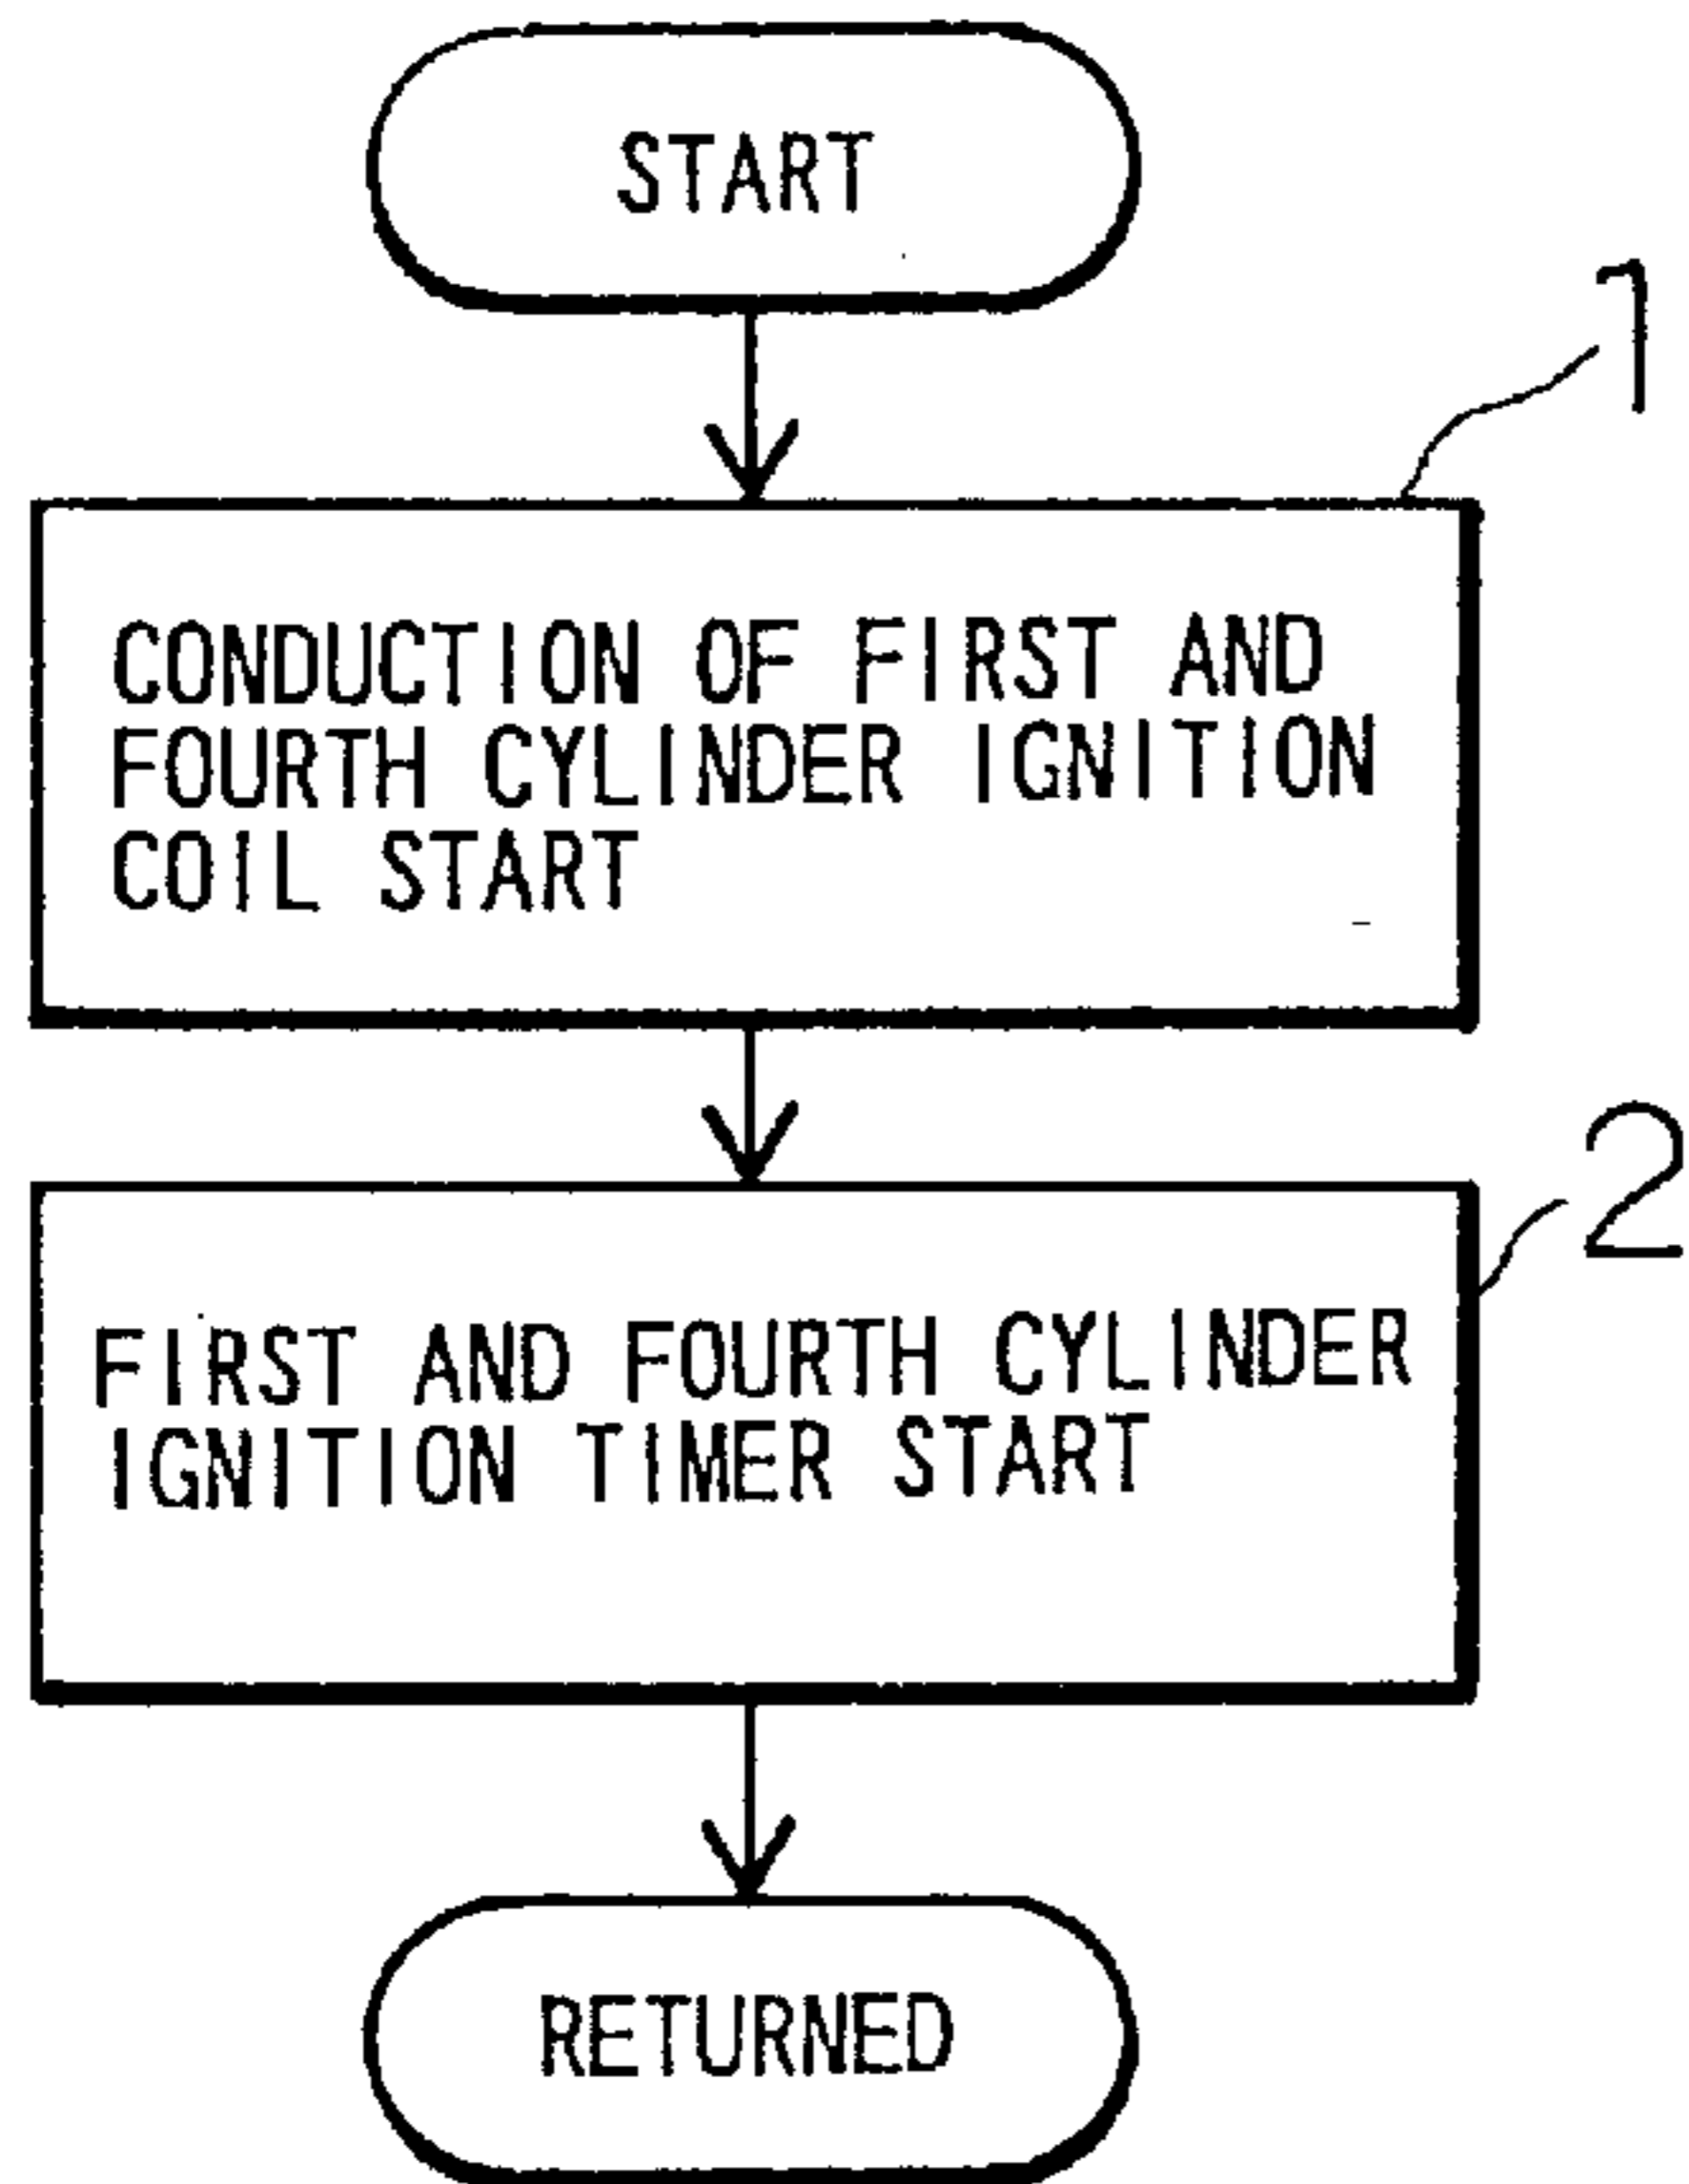 START
1
CONDUCTION OF FIRST AND
FOURTH CYLINDER IGNITION
COIL START
2
FIRST AND FOURTH CYLINDER
IGNITION TIMER START
RETURNED